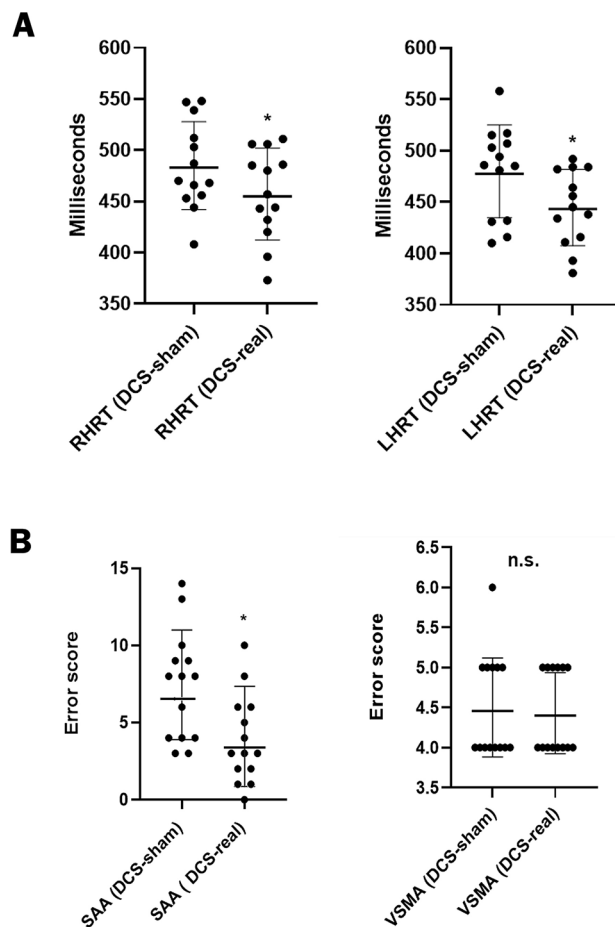 A
Milliseconds
600
550
500
450
400
350
*
RHRT (DCS-sham)
RHRT (DCS-real)
Milliseconds
600
550
500
450
400
350
*
LHRT (DCS-sham)
LHRT (DCS-real)
B
Error score
15
10
5
0
*
SAA (DCS-sham)
SAA ( DCS-real)
Error score
6.5
6.0
5.5
5.0
4.5
4.0
3.5
n.s.
VSMA (DCS-sham)
VSMA (DCS-real)